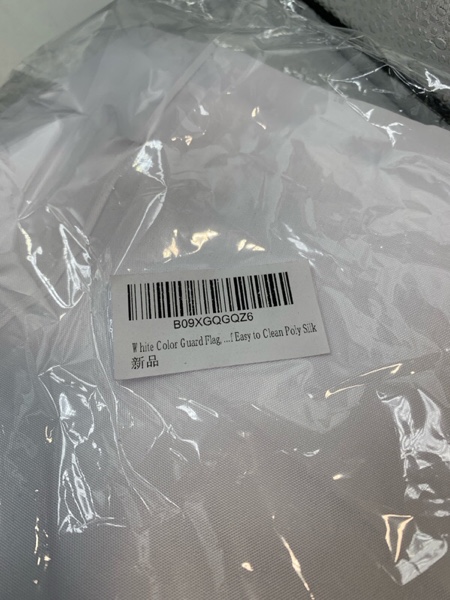 B09XGQGQZ6
White Color Guard Flag, ...! Easy to Clean Poly Silk
新品